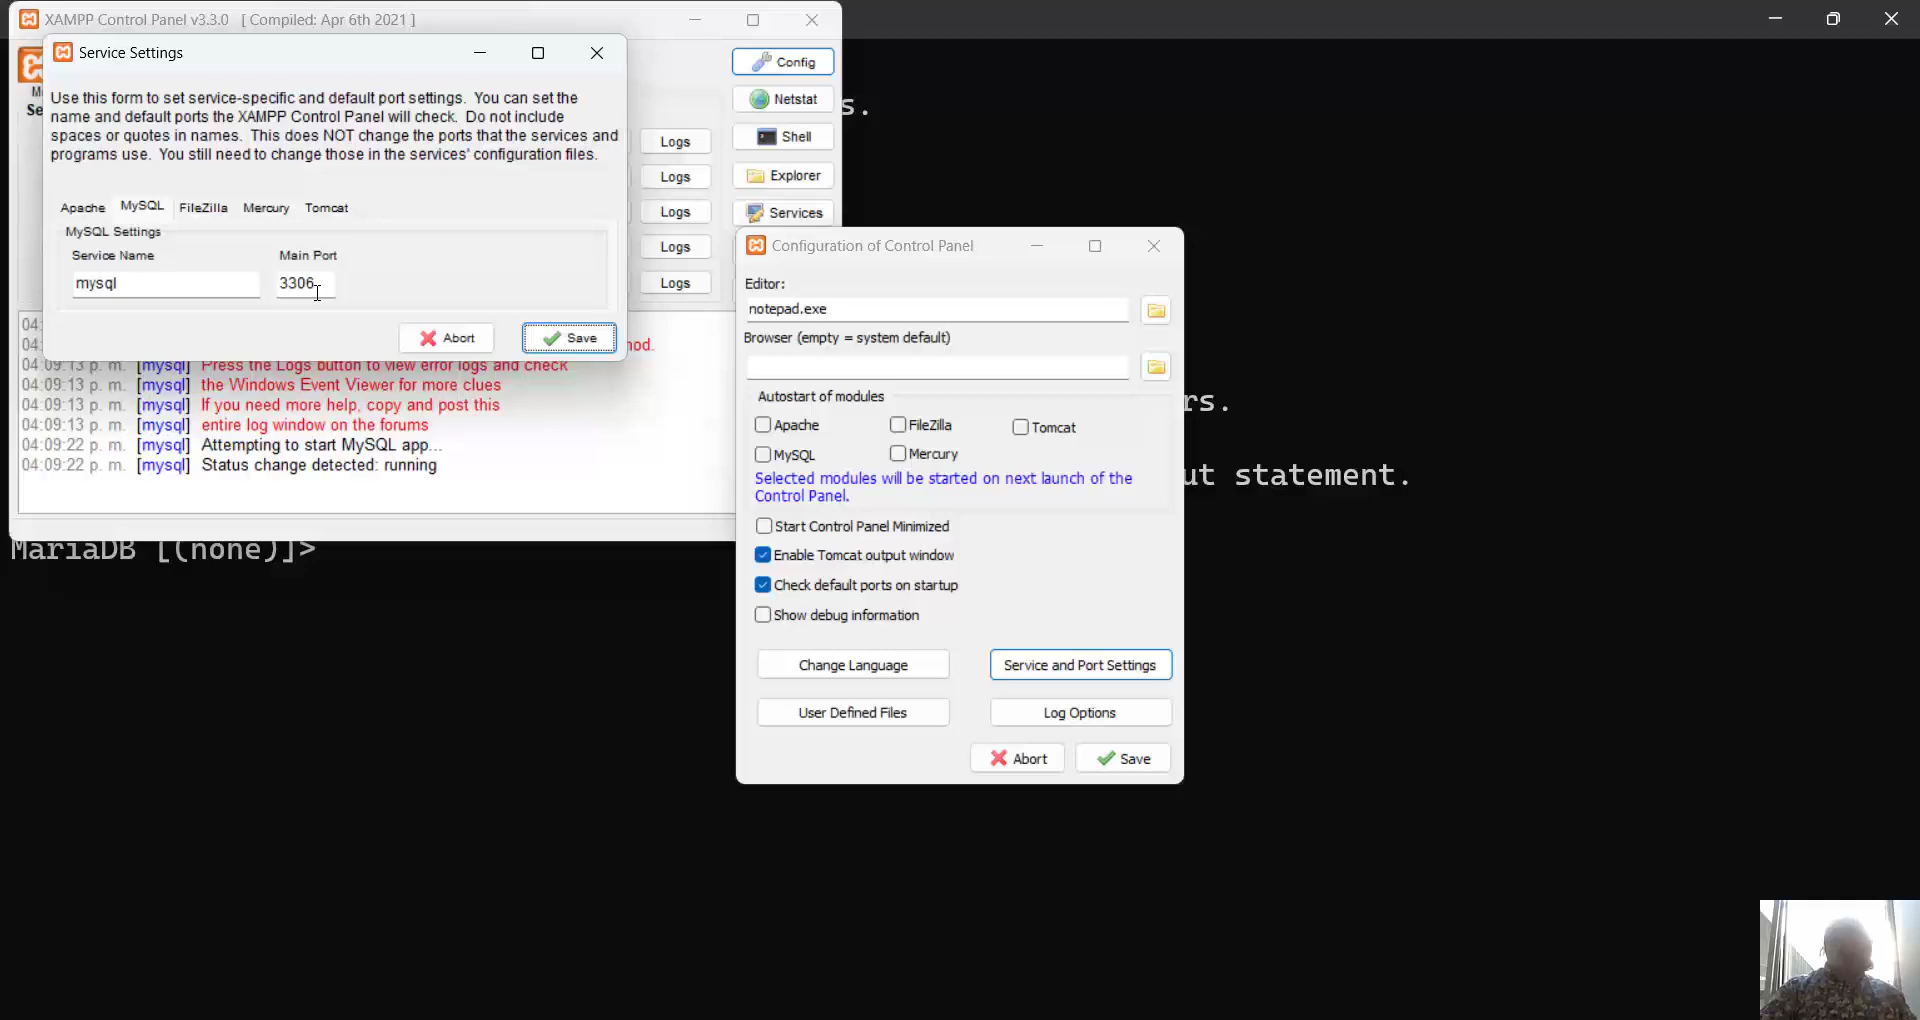 XAMPP Control Panel v3.3.0 [ Compiled: Apr 6th 2021 ]
Service Settings
Use this form to set service-specific and default port settings. You can set the
name and default ports the XAMPP Control Panel will check. Do not include
spaces or quotes in names. This does NOT change the ports that the services and
programs use. You still need to change those in the services' configuration files.
Apache MySQL FileZilla Mercury Tomcat
MySQL Settings
Service Name Main Port
mysql 3306
Abort Save
Config
Netstat
Shell
Explorer
Services
Logs
Logs
Logs
Logs
Logs
Se
04:
04: nod.
04:09:13 p. m. [mysql] Press the Logs button to view error logs and check
04:09:13 p. m. [mysql] the Windows Event Viewer for more clues
04:09:13 p. m. [mysql] If you need more help, copy and post this
04:09:13 p. m. [mysql] entire log window on the forums
04:09:22 p. m. [mysql] Attempting to start MySQL app...
04:09:22 p. m. [mysql] Status change detected: running
Configuration of Control Panel
Editor:
notepad.exe
Browser (empty = system default)
Autostart of modules
Apache FileZilla Tomcat
MySQL Mercury
Selected modules will be started on next launch of the
Control Panel.
Start Control Panel Minimized
Enable Tomcat output window
Check default ports on startup
Show debug information
Change Language Service and Port Settings
User Defined Files Log Options
Abort Save
s.
rs.
ut statement.
MariaDB [(none)]>